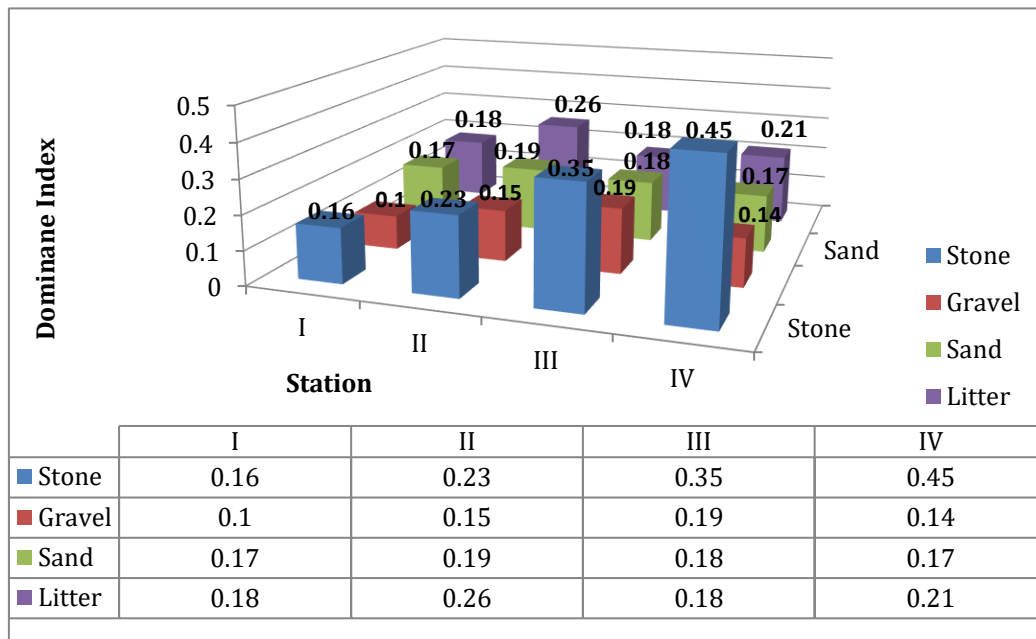 Dominane Index
0.5
0.4
0.3
0.2
0.1
0
0.16
0.23
0.35
0.45
0.1
0.15
0.19
0.14
0.17
0.19
0.18
0.17
0.18
0.26
0.18
0.21
I
II
III
IV
Station
Stone
Sand
Stone
Gravel
Sand
Litter
I II III IV
Stone 0.16 0.23 0.35 0.45
Gravel 0.1 0.15 0.19 0.14
Sand 0.17 0.19 0.18 0.17
Litter 0.18 0.26 0.18 0.21